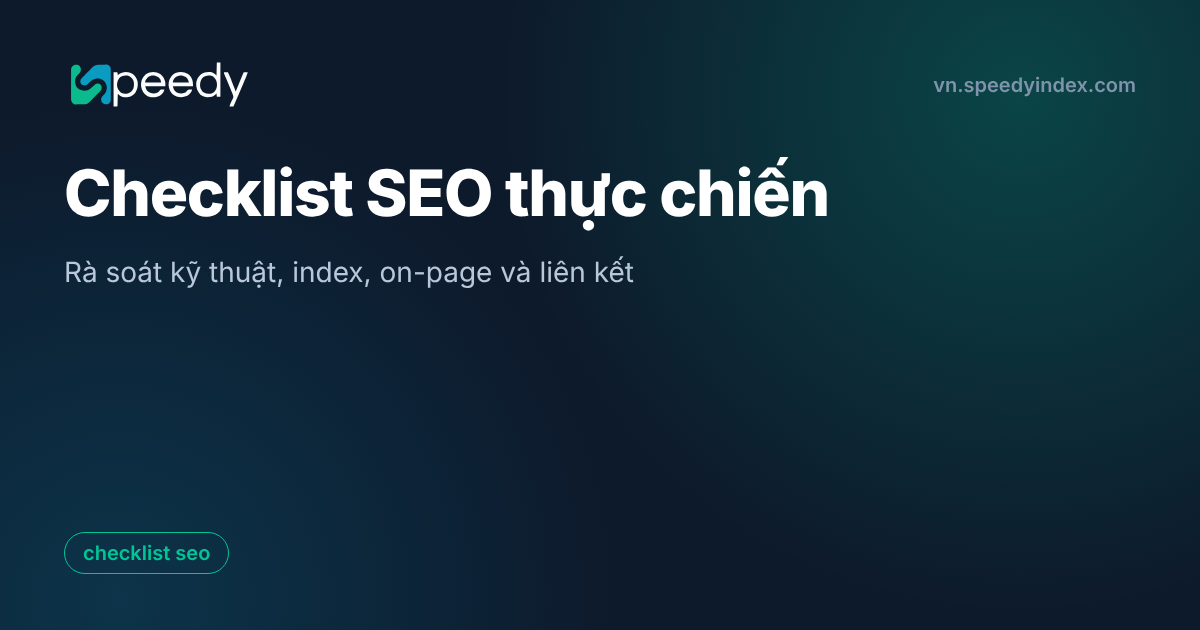 Speedy
vn.speedyindex.com
Checklist SEO thực chiến
Rà soát kỹ thuật, index, on-page và liên kết
checklist seo